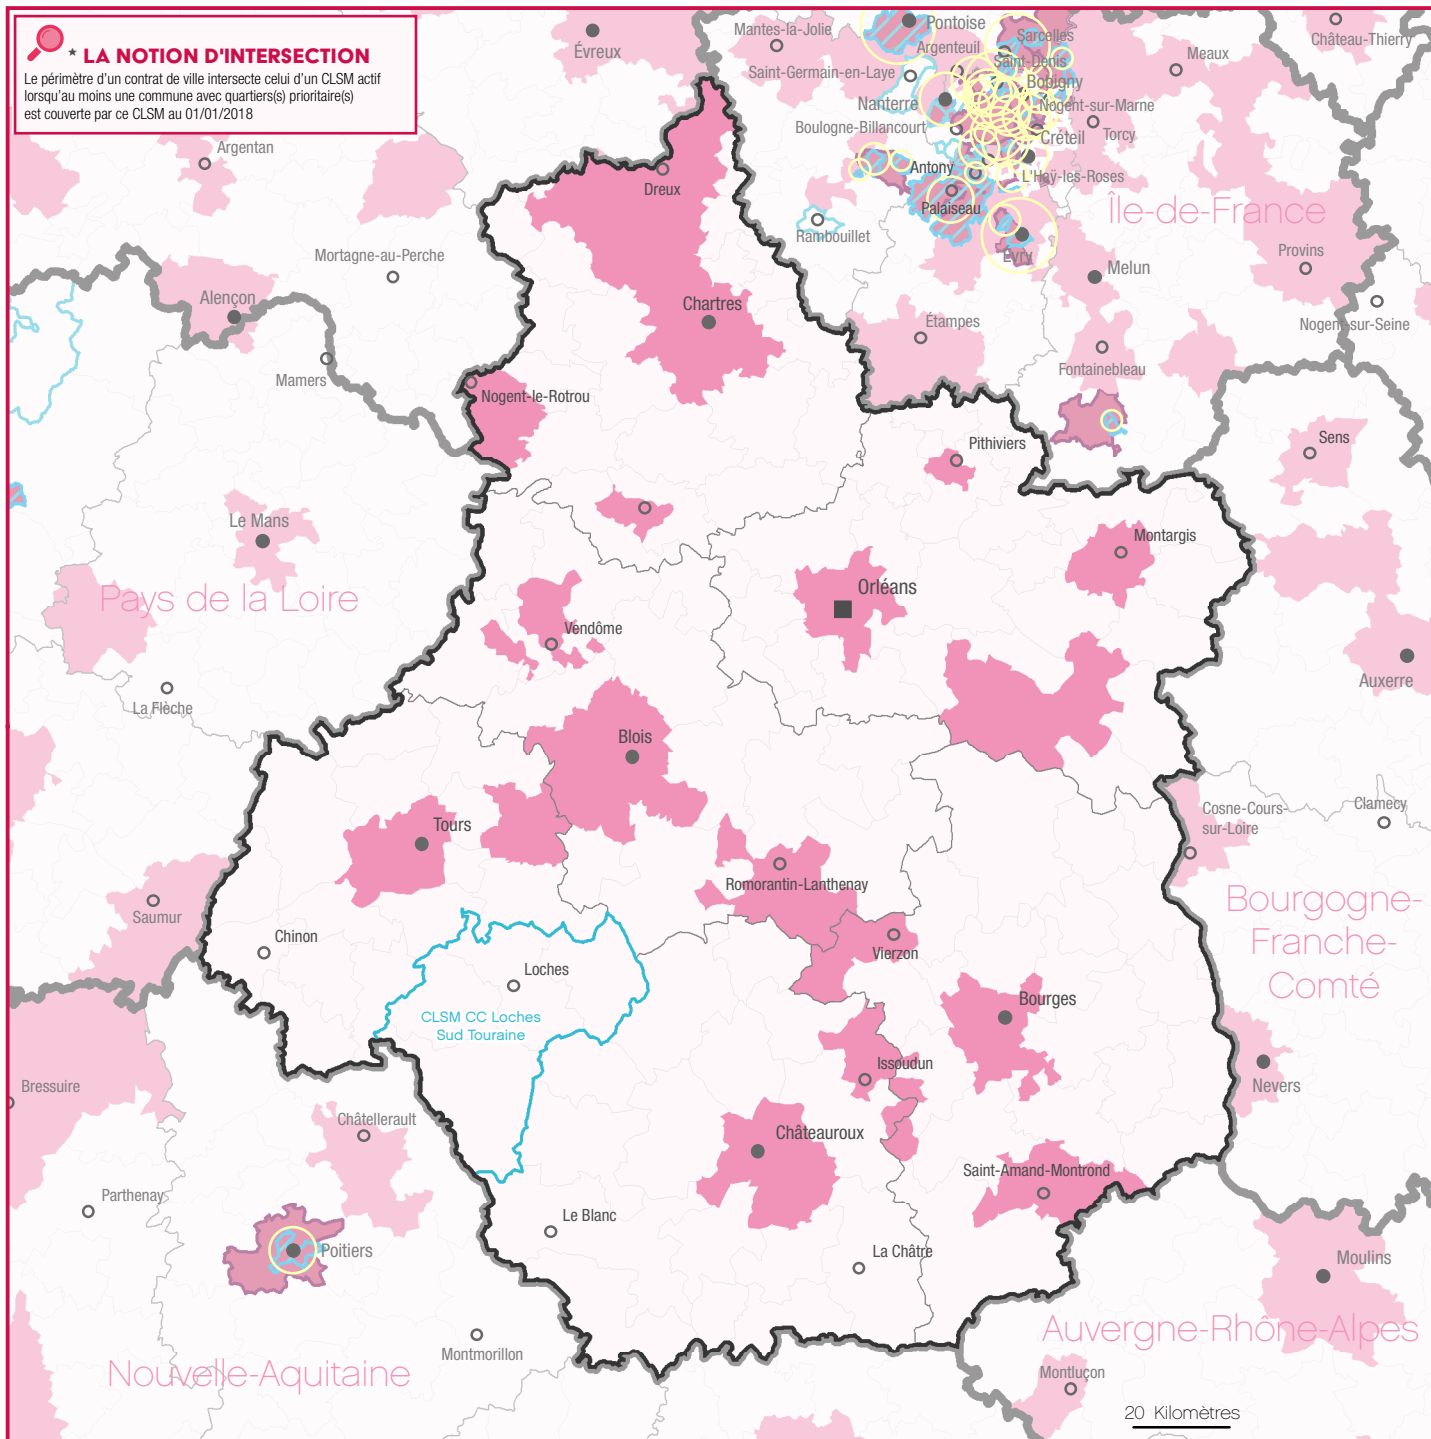 * LA NOTION D'INTERSECTION
Le périmètre d'un contrat de ville intersecte celui d'un CLSM actif
lorsqu'au moins une commune avec quartiers(s) prioritaire(s)
est couverte par ce CLSM au 01/01/2018
Évreux
Mantes-la-Jolie
Pontoise
Argenteuil
Sarcelles
Saint-Denis
Saint-Germain-en-Laye
Bobigny
Nanterre
Nogent-sur-Marne
Boulogne-Billancourt
Créteil
Torcy
Meaux
Château-Thierry
Antony
L'Haÿ-les-Roses
Palaiseau
Île-de-France
Rambouillet
Évry
Melun
Provins
Étampes
Nogent-sur-Seine
Fontainebleau
Argentan
Dreux
Mortagne-au-Perche
Alençon
Chartres
Mamers
Nogent-le-Rotrou
Pithiviers
Sens
Le Mans
Montargis
Orléans
Pays de la Loire
Vendôme
Auxerre
La Flèche
Blois
Tours
Cosne-Cours-
sur-Loire
Clamecy
Romorantin-Lanthenay
Saumur
Bourgogne-
Franche-
Comté
Chinon
Vierzon
Loches
CLSM CC Loches
Sud Touraine
Bourges
Issoudun
Bressuire
Nevers
Châtellerault
Châteauroux
Saint-Amand-Montrond
Parthenay
Le Blanc
Poitiers
La Châtre
Moulins
Auvergne-Rhône-Alpes
Montmorillon
Nouvelle-Aquitaine
Montluçon
20 Kilomètres